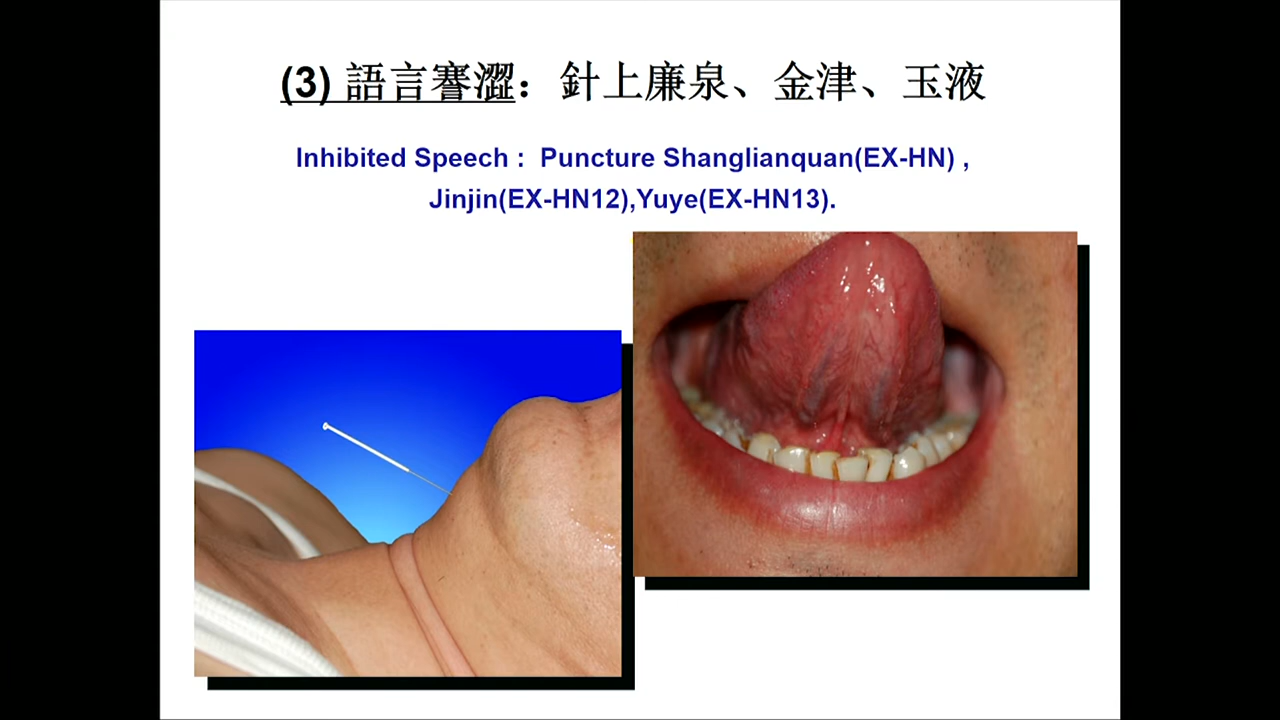 (3) 語言謇澀：針上廉泉、金津、玉液
Inhibited Speech : Puncture Shanglianquan(EX-HN) ,
Jinjin(EX-HN12),Yuye(EX-HN13).